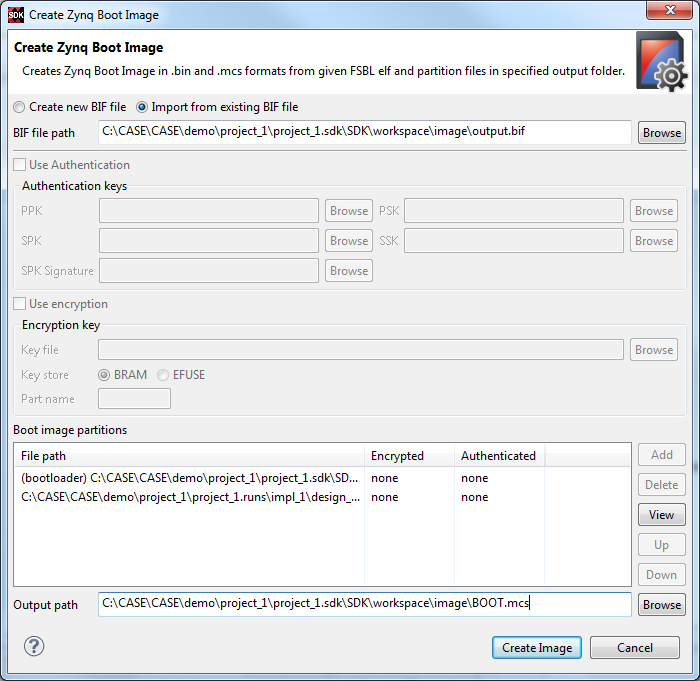 SDK Create Zynq Boot Image
Create Zynq Boot Image
Creates Zynq Boot Image in .bin and .mcs formats from given FSBL elf and partition files in specified output folder.
Create new BIF file Import from existing BIF file
BIF file path C:\CASE\CASE\demo\project_1\project_1.sdk\SDK\workspace\image\output.bif Browse
Use Authentication
Authentication keys
PPK Browse PSK Browse
SPK Browse SSK Browse
SPK Signature Browse
Use encryption
Encryption key
Key file Browse
Key store BRAM EFUSE
Part name
Boot image partitions
File path Encrypted Authenticated Add
(bootloader) C:\CASE\CASE\demo\project_1\project_1.sdk\SD... none none
Delete
C:\CASE\CASE\demo\project_1\project_1.runs\impl_1\design_... none none
View
Up
Down
Output path C:\CASE\CASE\demo\project_1\project_1.sdk\SDK\workspace\image\BOOT.mcs Browse
? Create Image Cancel